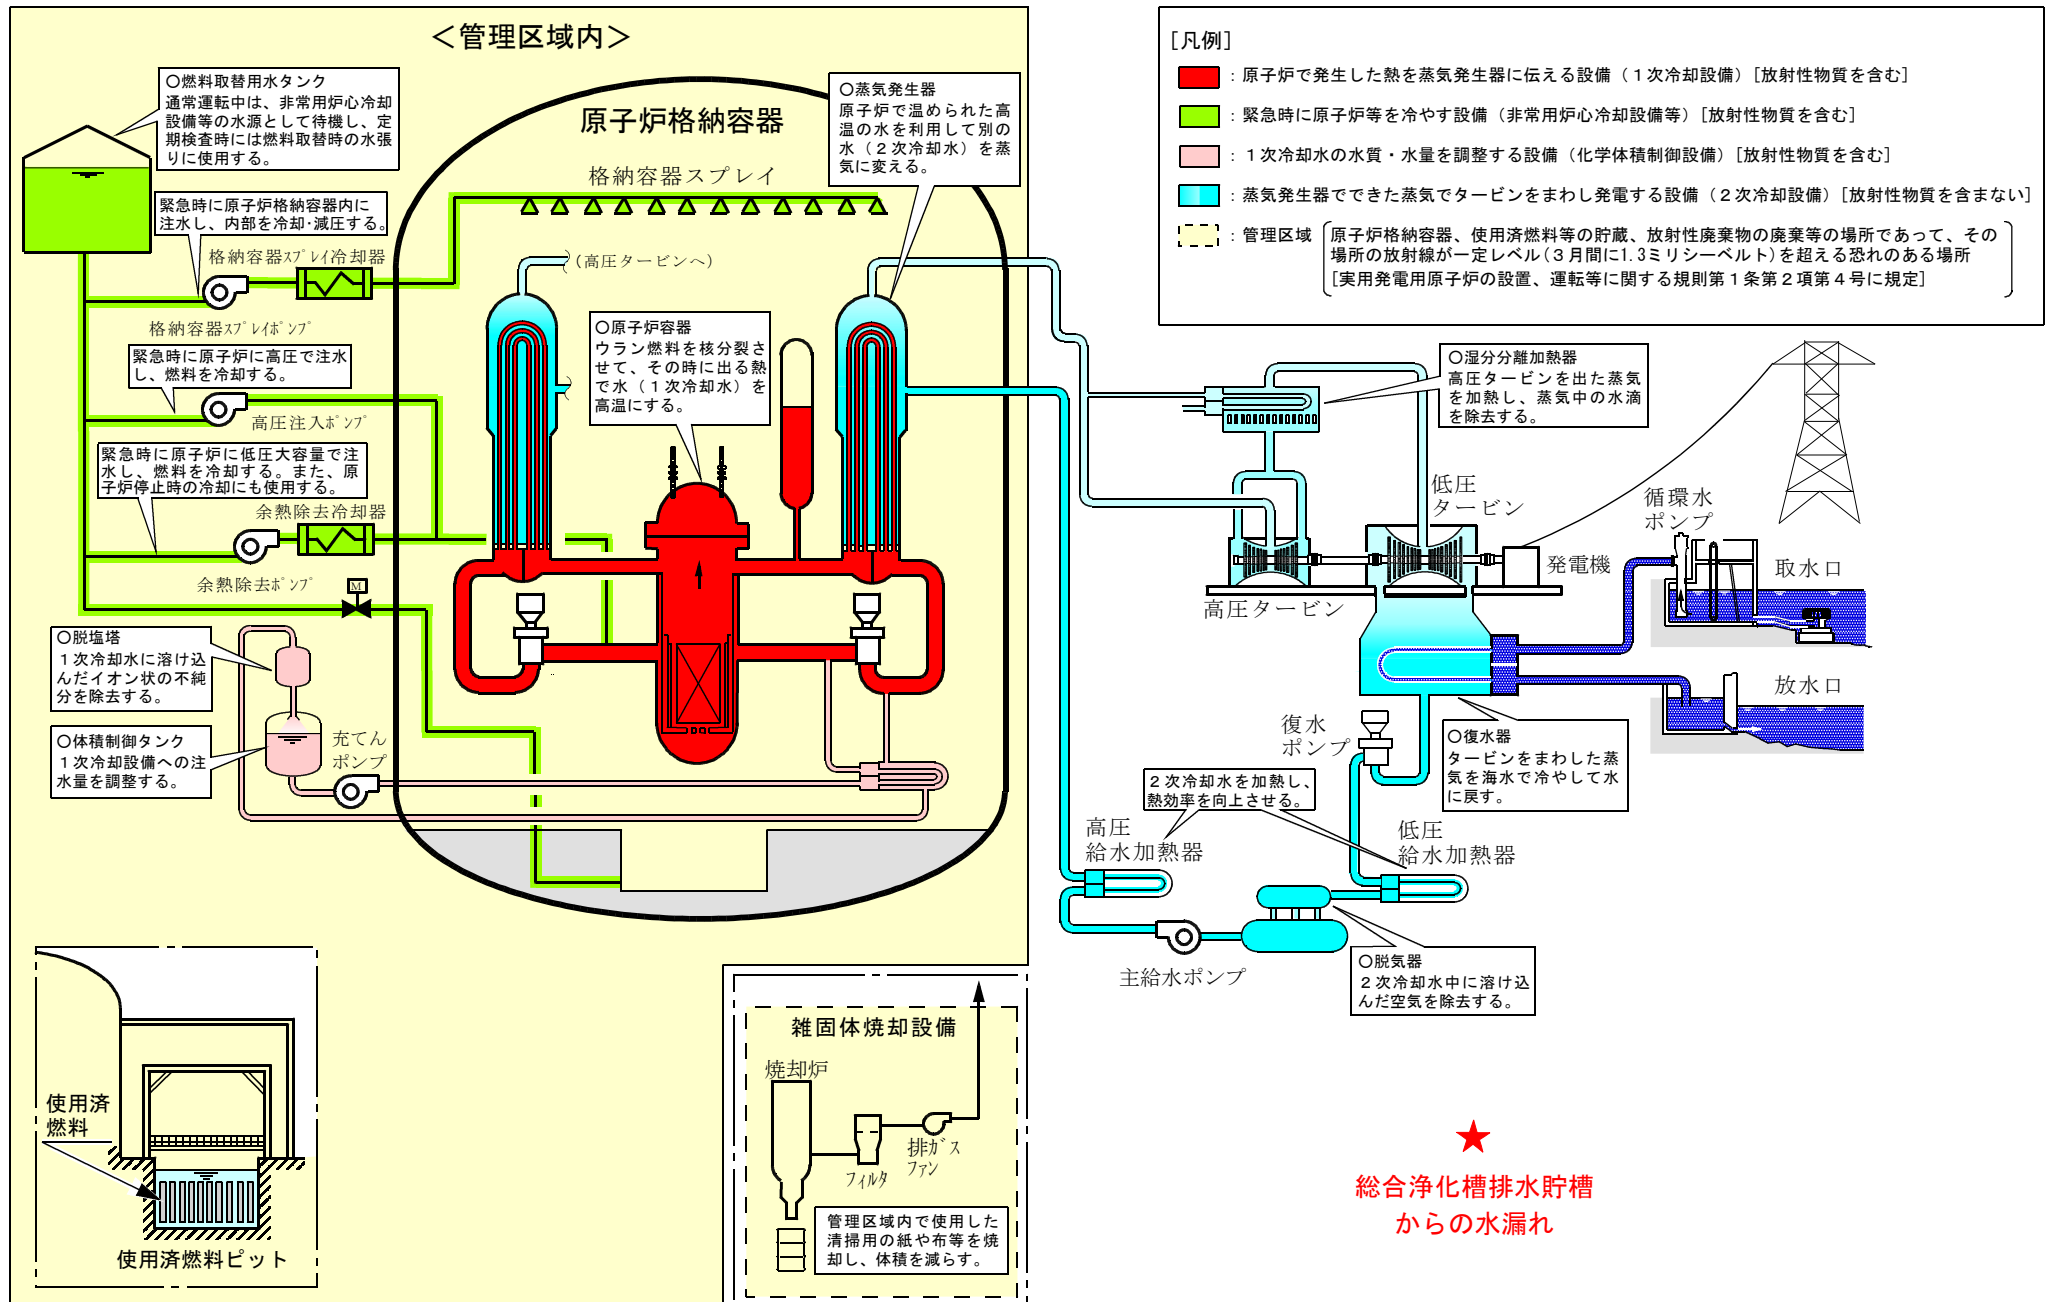 ＜管理区域内＞
○燃料取替用水タンク
通常運転中は、非常用炉心冷却
設備等の水源として待機し、定
期検査時には燃料取替時の水張
りに使用する。
原子炉格納容器
○蒸気発生器
原子炉で温められた高
温の水を利用して別の
水（２次冷却水）を蒸
気に変える。
格納容器スプレイ
緊急時に原子炉格納容器内に
注水し、内部を冷却･減圧する。
格納容器ｽﾌﾟﾚｲ冷却器
（高圧タービンへ）
格納容器ｽﾌﾟﾚｲﾎﾟﾝﾌﾟ
○原子炉容器
ウラン燃料を核分裂さ
せて、その時に出る熱
で水（１次冷却水）を
高温にする。
緊急時に原子炉に高圧で注水
し、燃料を冷却する。
高圧注入ﾎﾟﾝﾌﾟ
緊急時に原子炉に低圧大容量で注
水し、燃料を冷却する。また、原
子炉停止時の冷却にも使用する。
余熱除去冷却器
余熱除去ﾎﾟﾝﾌﾟ
M
○脱塩塔
１次冷却水に溶け込
んだイオン状の不純
分を除去する。
○体積制御タンク
１次冷却設備への注
水量を調整する。
充てん
ポンプ
[凡例]
：原子炉で発生した熱を蒸気発生器に伝える設備（１次冷却設備）[放射性物質を含む]
：緊急時に原子炉等を冷やす設備（非常用炉心冷却設備等）[放射性物質を含む]
：１次冷却水の水質・水量を調整する設備（化学体積制御設備）[放射性物質を含む]
：蒸気発生器でできた蒸気でタービンをまわし発電する設備（２次冷却設備）[放射性物質を含まない]
：管理区域
原子炉格納容器、使用済燃料等の貯蔵、放射性廃棄物の廃棄等の場所であって、その
場所の放射線が一定レベル(３月間に1.3ミリシーベルト)を超える恐れのある場所
[実用発電用原子炉の設置、運転等に関する規則第１条第２項第４号に規定]
○湿分分離加熱器
高圧タービンを出た蒸気
を加熱し、蒸気中の水滴
を除去する。
低圧
タービン
循環水
ポンプ
発電機
取水口
高圧タービン
放水口
復水
ポンプ
○復水器
タービンをまわした蒸
気を海水で冷やして水
に戻す。
２次冷却水を加熱し、
熱効率を向上させる。
高圧
給水加熱器
低圧
給水加熱器
主給水ポンプ
○脱気器
２次冷却水中に溶け込
んだ空気を除去する。
使用済
燃料
使用済燃料ピット
雑固体焼却設備
焼却炉
排ｶﾞｽ
ﾌｧﾝ
ﾌｨﾙﾀ
管理区域内で使用した
清掃用の紙や布等を焼
却し、体積を減らす。
★
総合浄化槽排水貯槽
からの水漏れ